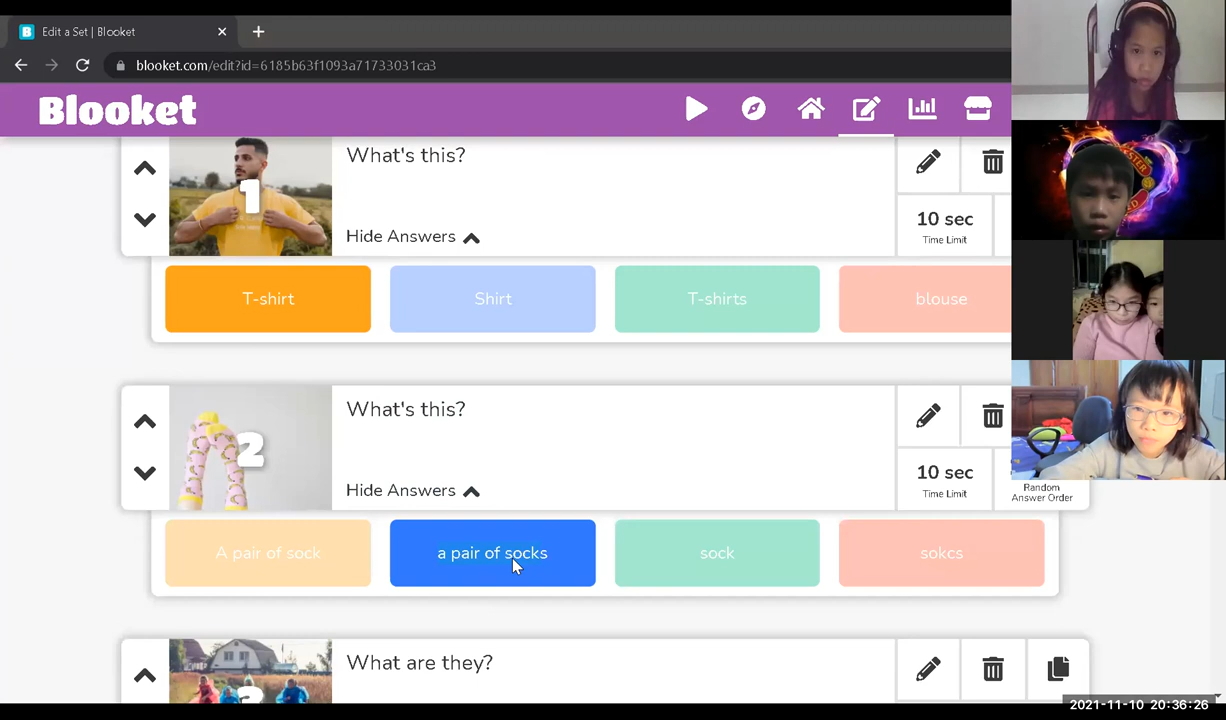 Edit a Set | Blooket
blooket.com/edit?id=6185b63f1093a71733031ca3
Blooket
1
What's this?
Hide Answers
10 sec
Time Limit
T-shirt
Shirt
T-shirts
blouse
2
What's this?
Hide Answers
10 sec
Time Limit
Random
Answer Order
A pair of sock
a pair of socks
sock
sokcs
What are they?
2021-11-10 20:36:26